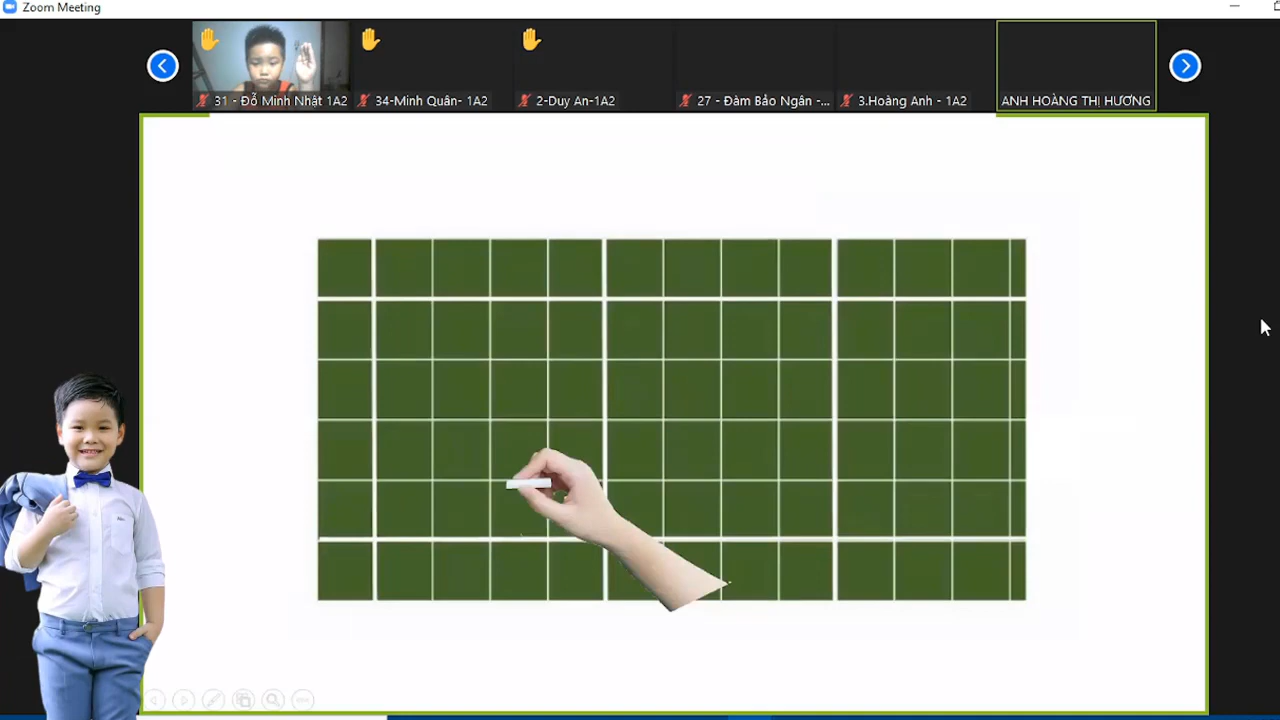 Zoom Meeting
31 - Đỗ Minh Nhật 1A2
34-Minh Quân- 1A2
2-Duy An-1A2
27 - Đàm Bảo Ngân -...
3.Hoàng Anh - 1A2
ANH HOÀNG THỊ HƯƠNG